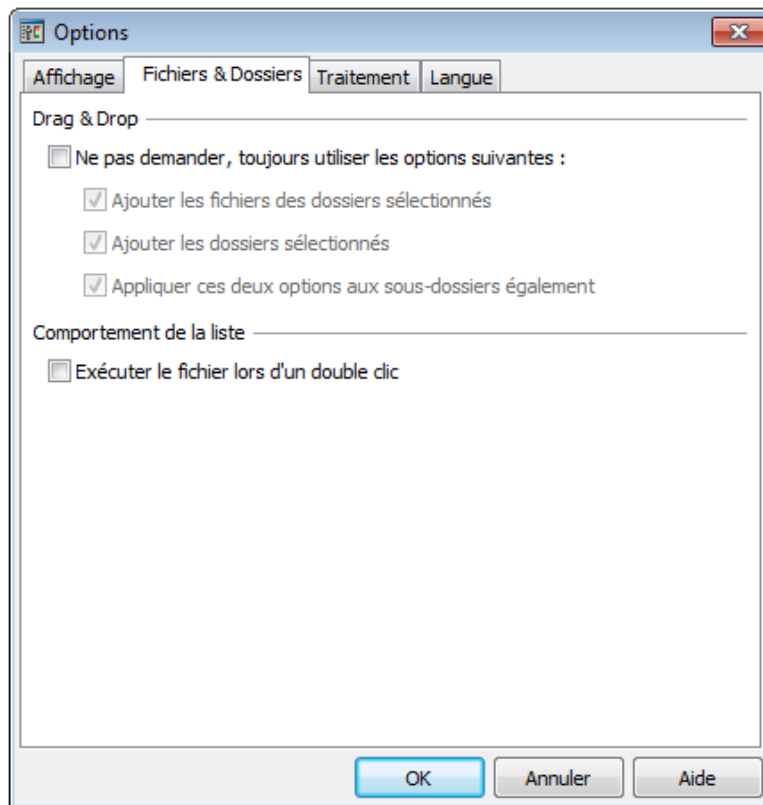 Options
Affichage Fichiers & Dossiers Traitement Langue
Drag & Drop
Ne pas demander, toujours utiliser les options suivantes :
Ajouter les fichiers des dossiers sélectionnés
Ajouter les dossiers sélectionnés
Appliquer ces deux options aux sous-dossiers également
Comportement de la liste
Exécuter le fichier lors d'un double clic
OK Annuler Aide